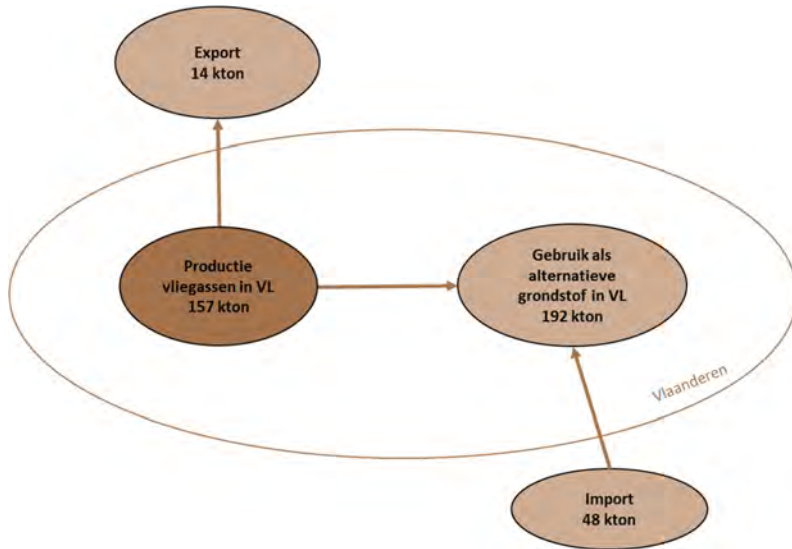 Export
14 kton
Productie
vliegassen in VL
157 kton
Gebruik als
alternatieve
grondstof in VL
192 kton
Vlaanderen
Import
48 kton